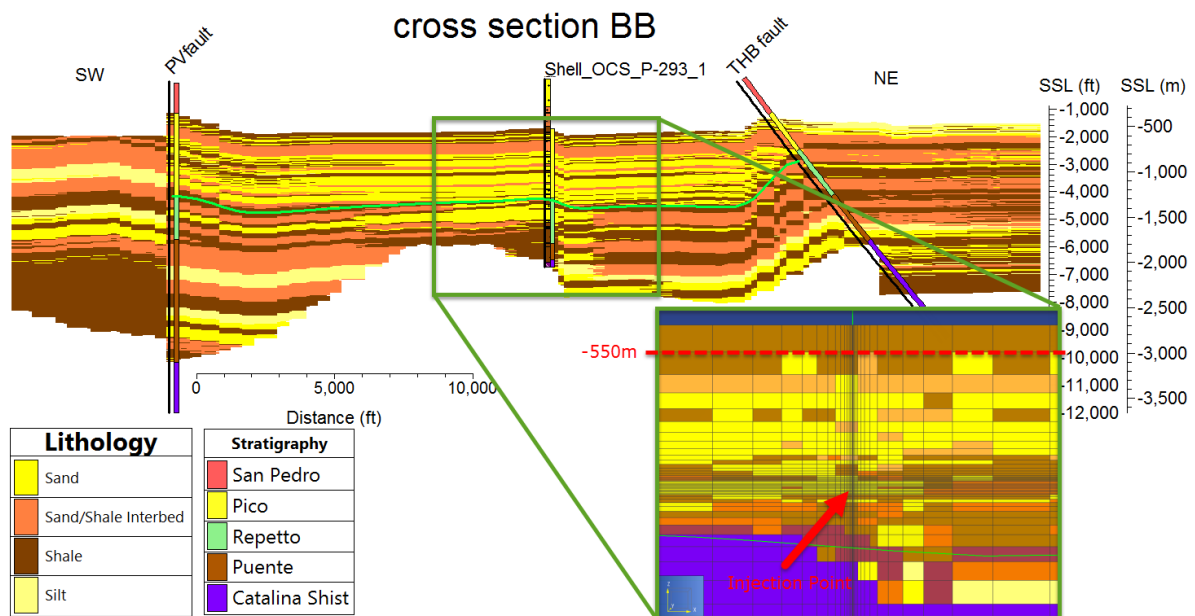 cross section BB
SW
PVfault
Shell_OCS_P-293_1
THB fault
NE
SSL (ft)
SSL (m)
-1,000
-2,000
-3,000
-4,000
-5,000
-6,000
-7,000
-8,000
-9,000
-10,000
-11,000
-12,000
-500
-1,000
-1,500
-2,000
-2,500
-3,000
-3,500
0
5,000
10,000
Distance (ft)
-550m
Injection Point
z
y
x
Lithology
Sand
Sand/Shale Interbed
Shale
Silt
Stratigraphy
San Pedro
Pico
Repetto
Puente
Catalina Shist